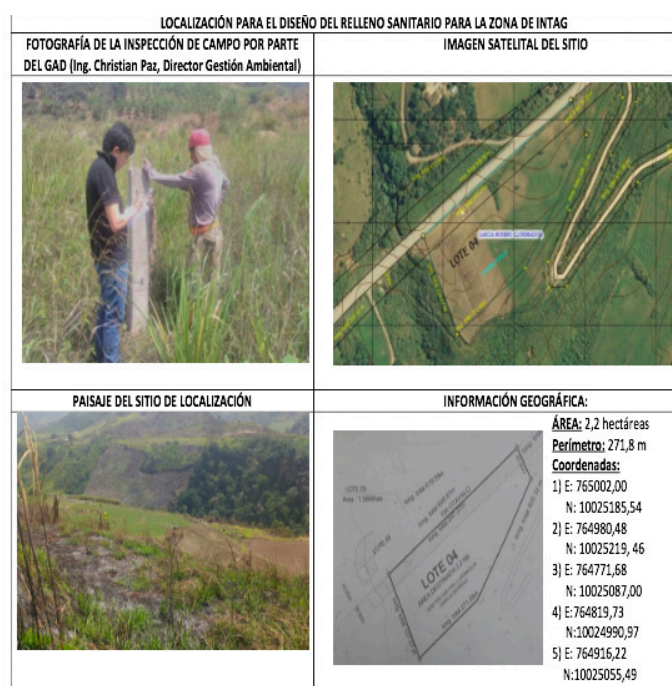 LOCALIZACIÓN PARA EL DISEÑO DEL RELLENO SANITARIO PARA LA ZONA DE INTAG
FOTOGRAFÍA DE LA INSPECCIÓN DE CAMPO POR PARTE
DEL GAD (Ing. Christian Paz, Director Gestión Ambiental)
IMAGEN SATELITAL DEL SITIO
LOTE 04
PAISAJE DEL SITIO DE LOCALIZACIÓN
INFORMACIÓN GEOGRÁFICA:
LOTE 04
ÁREA: 2,2 hectáreas
Perímetro: 271,8 m
Coordenadas:
1) E: 765002,00
N: 10025185,54
2) E: 764980,48
N: 10025219, 46
3) E: 764771,68
N: 10025087,00
4) E:764819,73
N:10024990,97
5) E: 764916,22
N:10025055,49